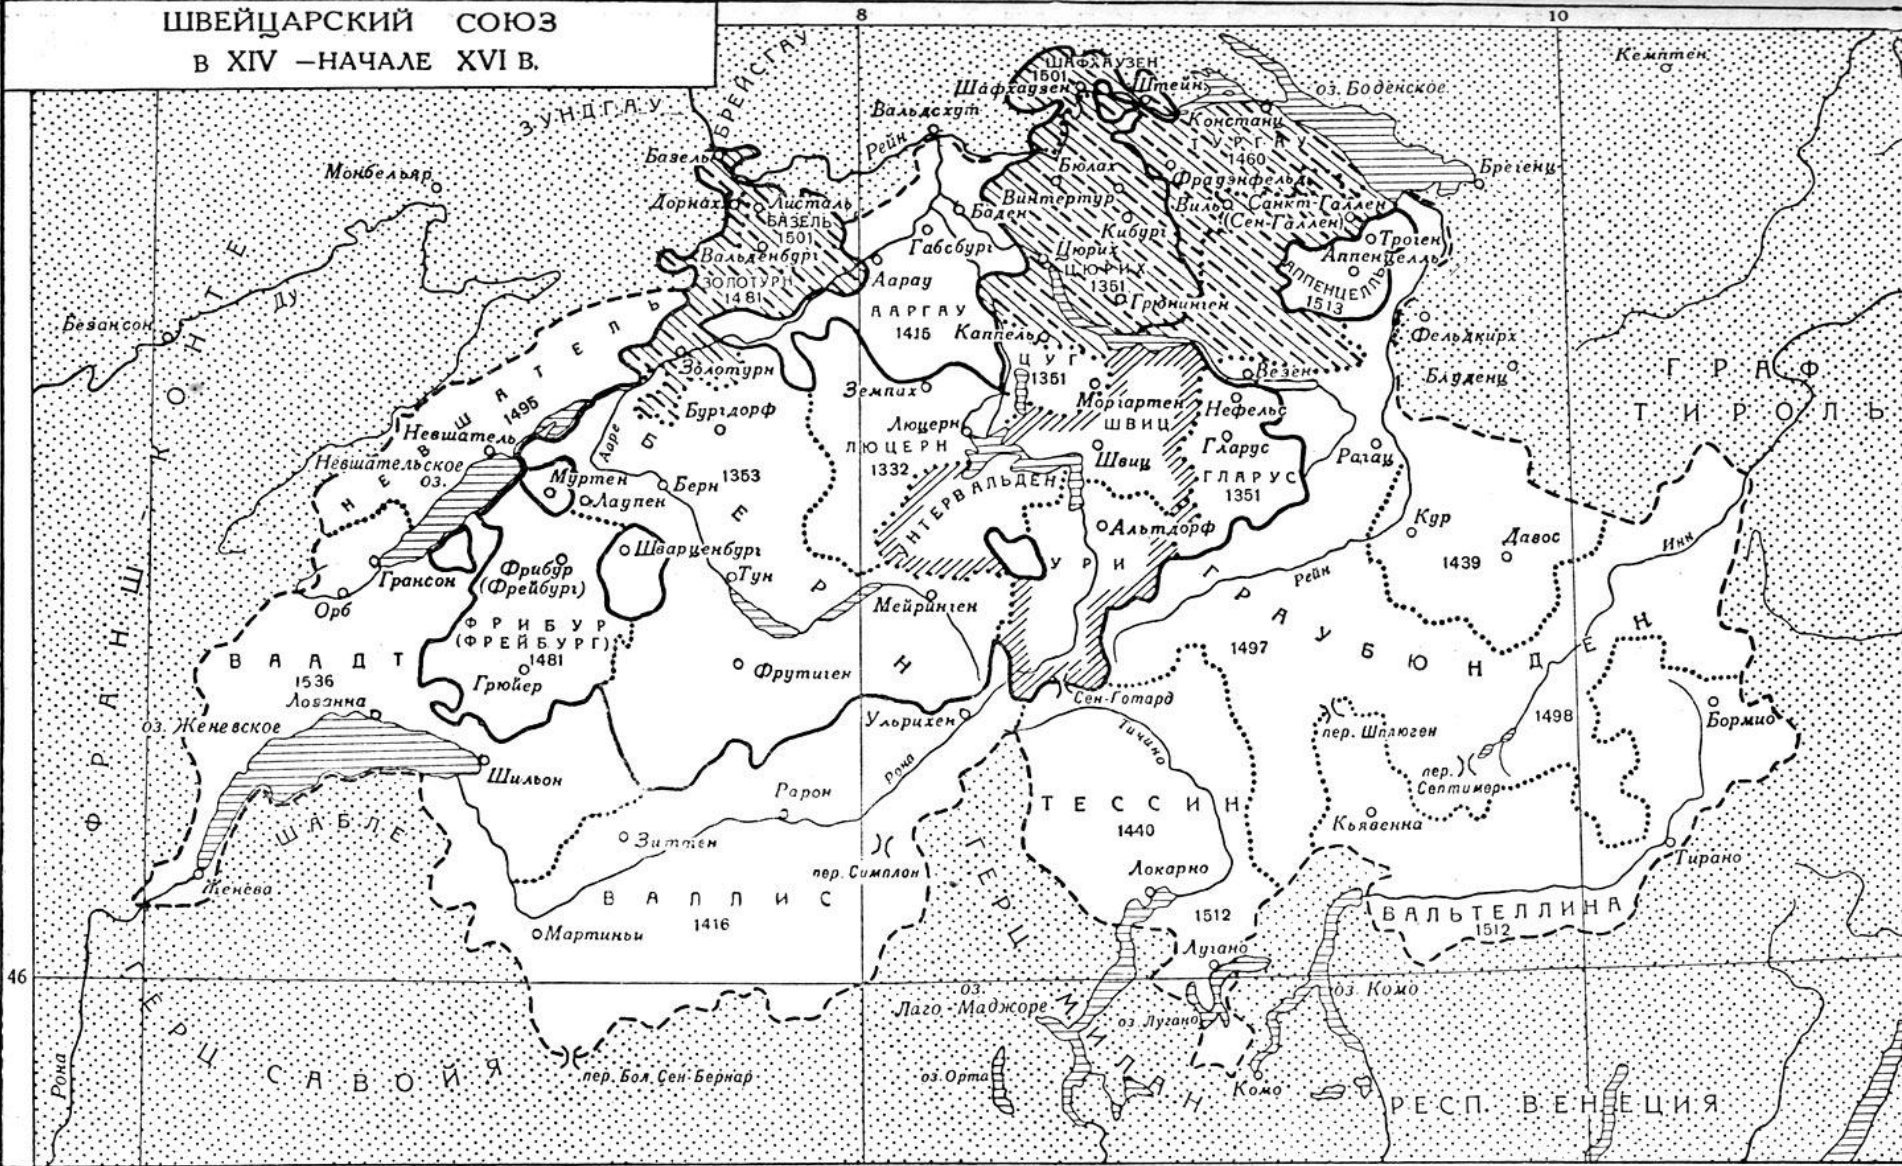 ШВЕЙЦАРСКИЙ СОЮЗ
В XIV – НАЧАЛЕ XVI В.
8
10
46
БРЕЙСГАУ
ЗУНДГАУ
ШАФХАУЗЕН
1501
Шафхаузен
Штейн
Кемптен
оз. Боденское
Вальдсхут
Рейн
Констанц
ТУРГАУ
1460
Базель
Монбельяр
Бюлах
Фрауэнфельд
Брегенц
Дорнах
Листаль
БАЗЕЛЬ
1501
Баден
Винтертур
Виль
Санкт-Галлен
(Сен-Галлен)
Кибург
Габсбург
Троген
Вальденбург
Цюрих
ЦЮРИХ
1351
Аппенцелль
АППЕНЦЕЛЛЬ
1513
Аарау
ЗОЛОТУРН
1481
Грюнинген
Ду
Безансон
ААРГАУ
1415
Каппель
Фельдкирх
ФРАНШ-КОНТЕ
НЕВШАТЕЛЬ
1495
Золотурн
ЦУГ
1351
Везен
Блуденц
ГРАФ
ТИРОЛЬ
Земпах
Моргартен
Нефельс
Бургдорф
Люцерн
ШВИЦ
Невшатель
Ааре
ЛЮЦЕРН
1332
Гларус
Невшательское
оз.
Швиц
Рагац
Муртен
1353
Берн
БЕРН
ГЛАРУС
1351
Лаупен
УНТЕРВАЛЬДЕН
Альтдорф
Кур
Давос
Инн
Шварценбург
Грансон
Фрибур
(Фрейбург)
Тун
УРИ
Рейн
1439
Орб
Мейринген
ФРИБУР
(ФРЕЙБУРГ)
1481
ГРАУБЮНДЕН
1497
ВААДТ
1536
Фрутиген
Грюйер
Лозанна
Сен-Готард
Ульрихен
1498
Бормио
оз. Женевское
Тичино
пер. Шплюген
Шильон
Рона
пер.
Септимер
Рарон
ТЕССИН
1440
ШАБЛЕ
Зиттен
Кьявенна
Тирано
Женева
пер. Симплон
Локарно
ВАЛЛИС
1416
1512
ВАЛЬТЕЛЛИНА
1512
Мартиньи
Лугано
оз.
Лаго-Маджоре
оз. Комо
оз. Лугано
ГЕРЦ
МИЛАН
ГЕРЦ
САВОЙЯ
Рона
пер. Бол. Сен-Бернар
оз. Орта
Комо
РЕСП. ВЕНЕЦИЯ